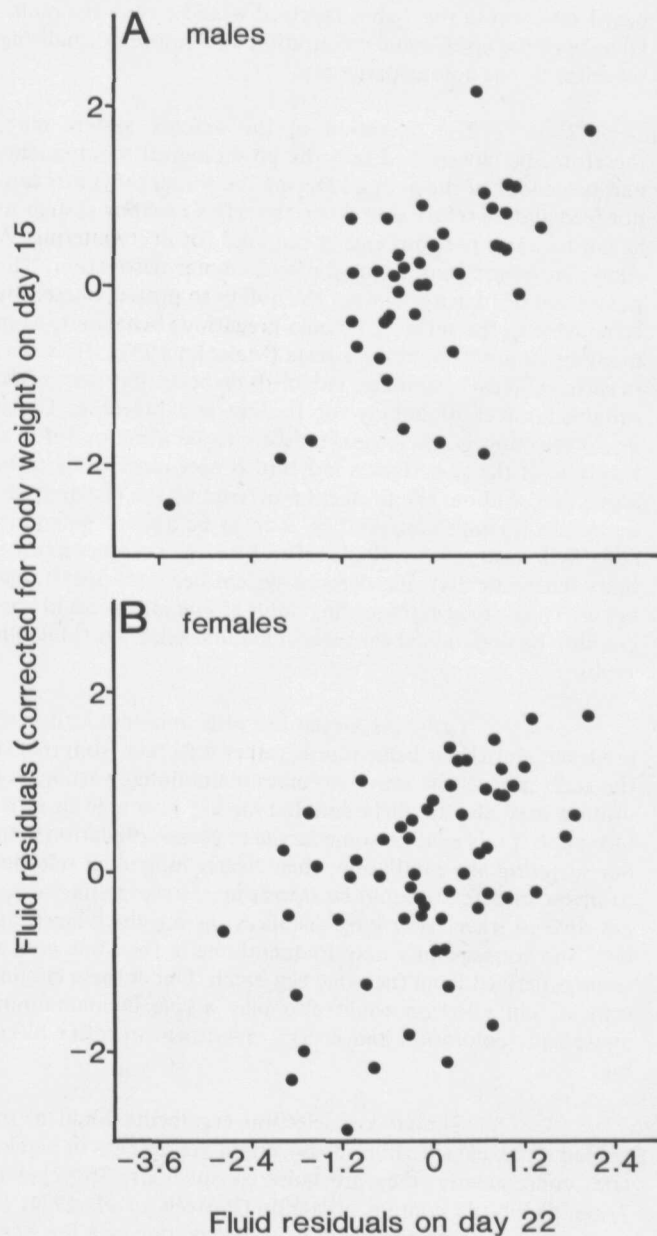 A males
2
0
−2
B females
2
0
−2
−3.6 −2.4 −1.2 0 1.2 2.4
Fluid residuals on day 22
Fluid residuals (corrected for body weight) on day 15